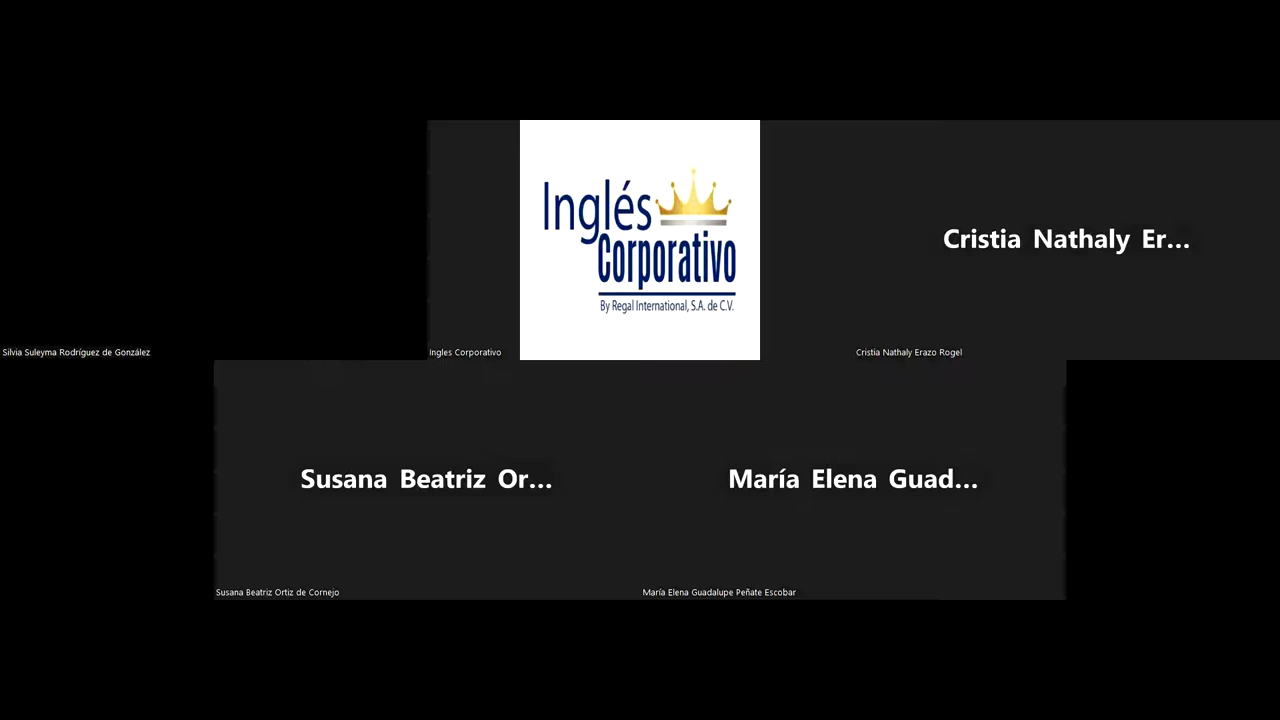 Inglés
Corporativo
By Regal International, S.A. de C.V.
Cristia Nathaly Er...
Silvia Suleyma Rodríguez de González
Ingles Corporativo
Cristia Nathaly Erazo Rogel
Susana Beatriz Or...
María Elena Guad...
Susana Beatriz Ortiz de Cornejo
María Elena Guadalupe Peñate Escobar